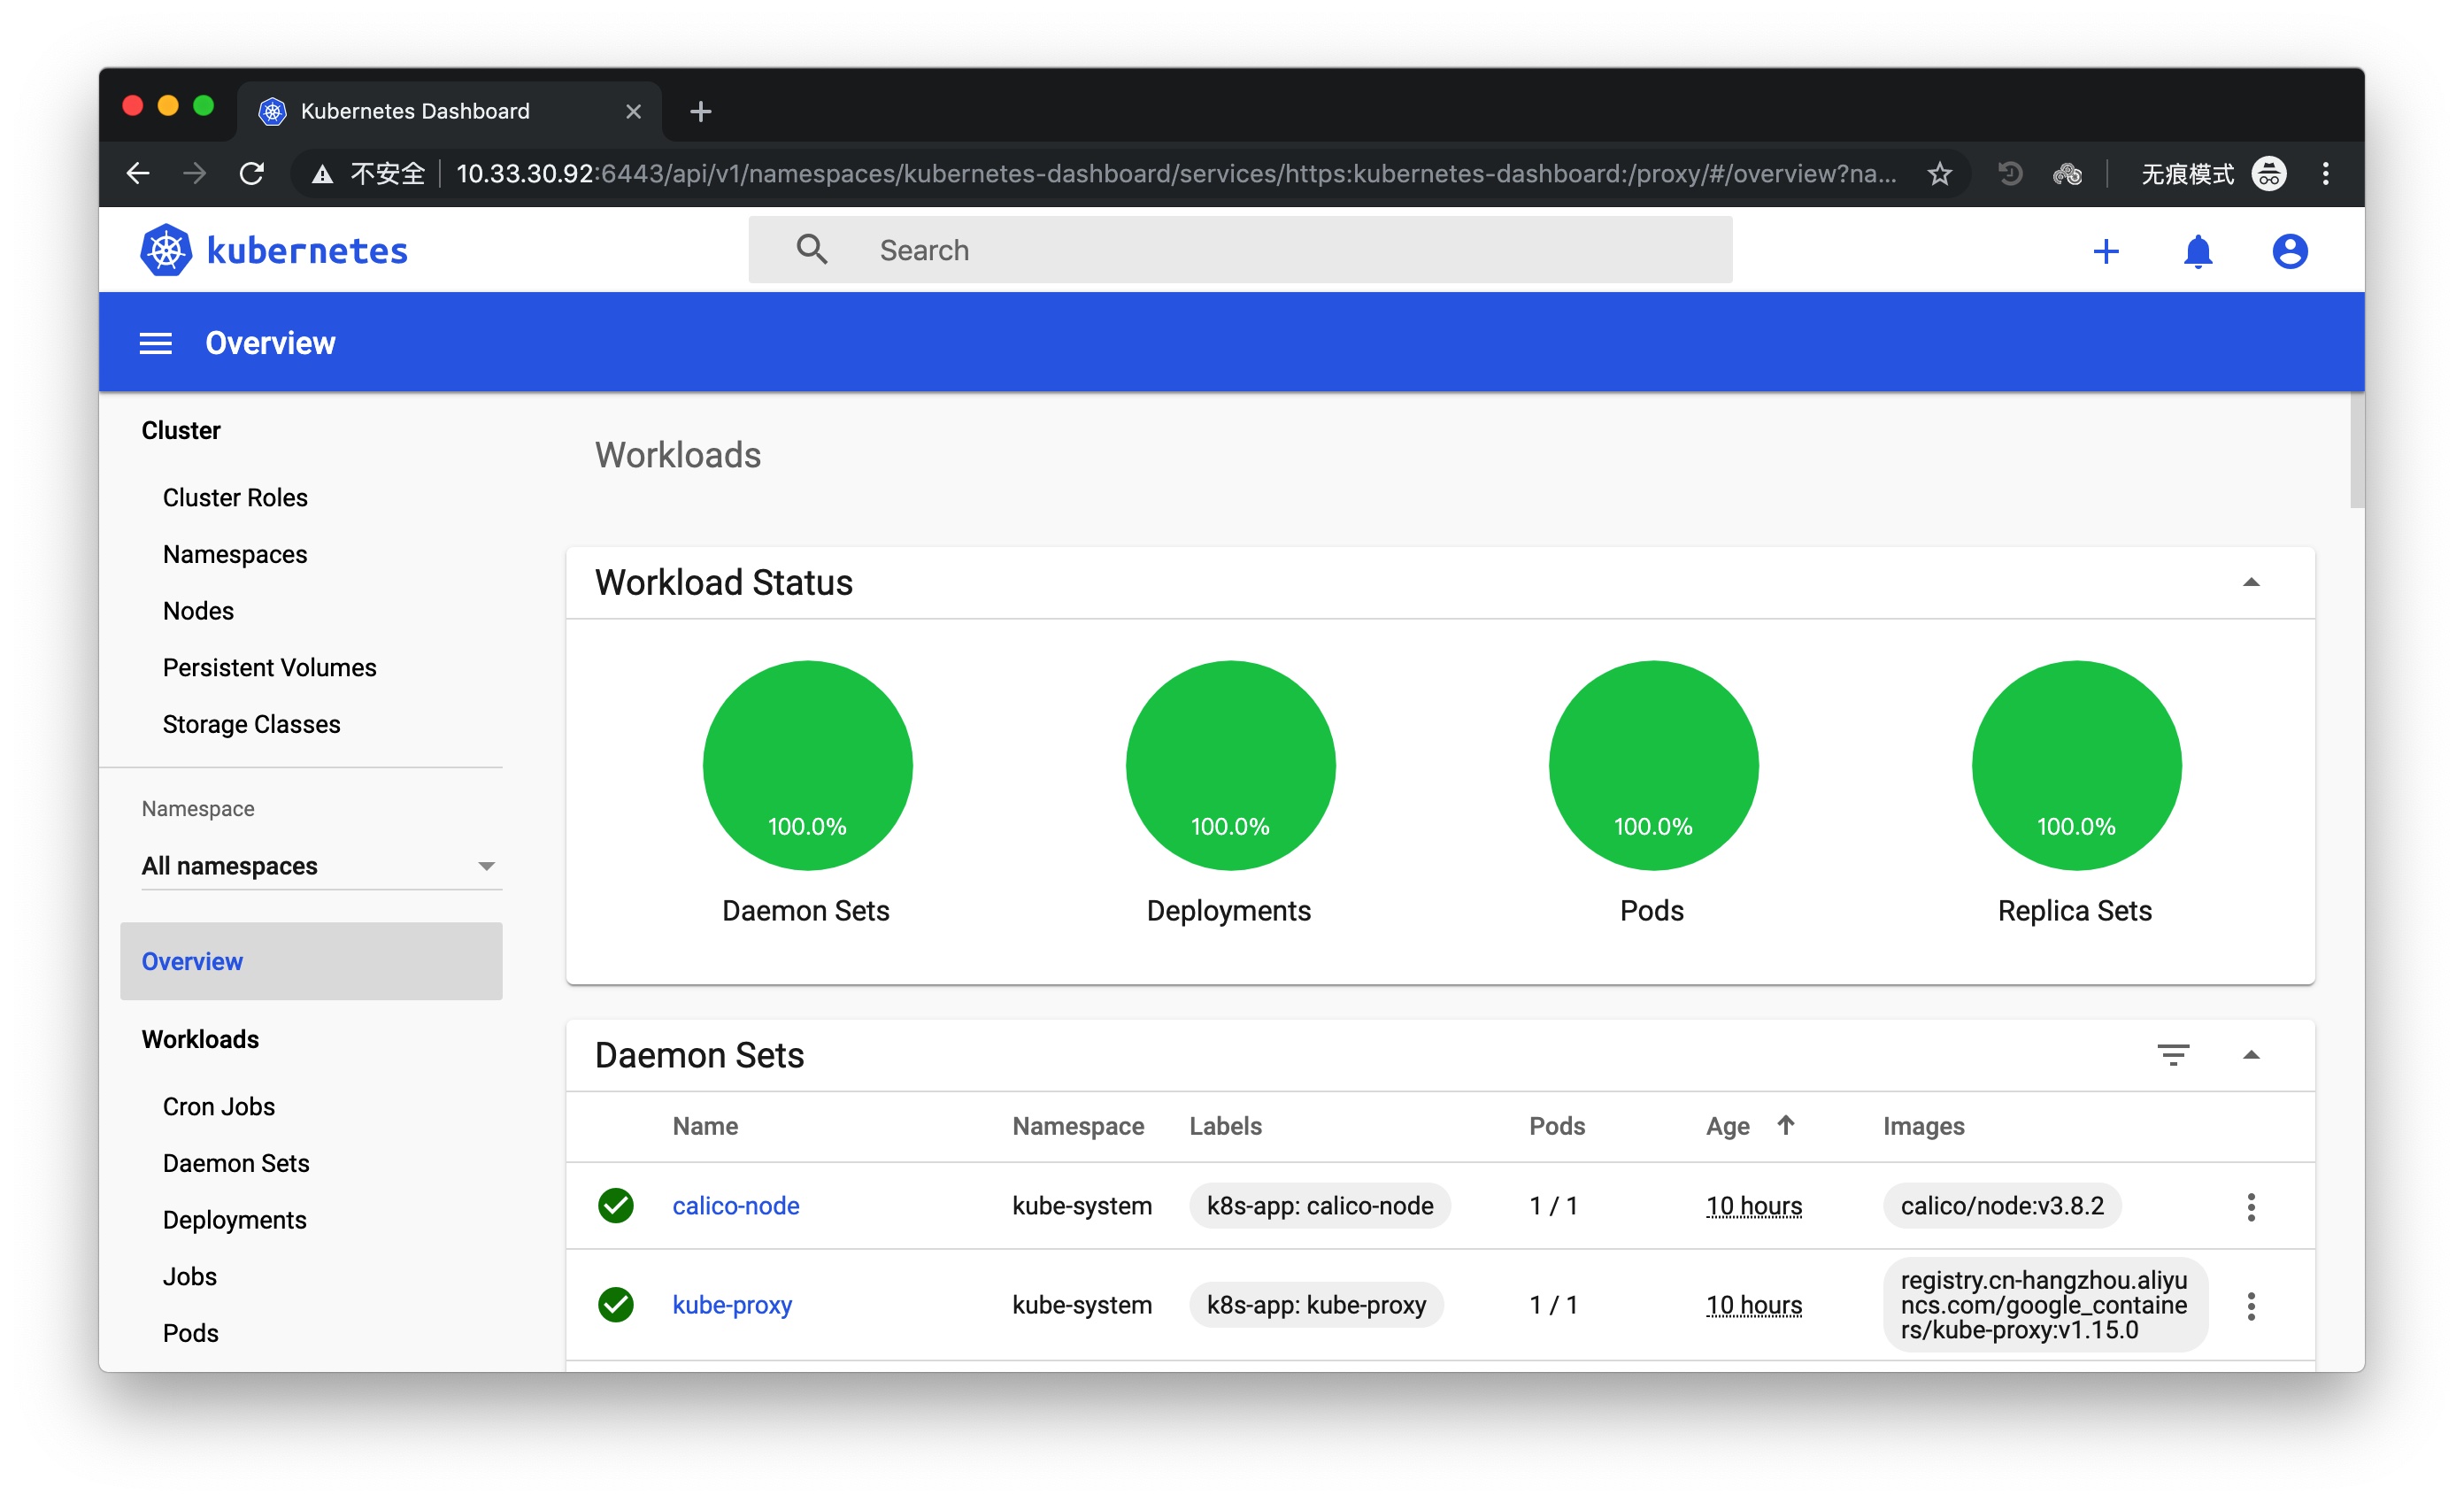 Kubernetes Dashboard
不安全 10.33.30.92:6443/api/v1/namespaces/kubernetes-dashboard/services/https:kubernetes-dashboard:/proxy/#/overview?na... 无痕模式
kubernetes Search
Overview
Cluster
Cluster Roles
Namespaces
Nodes
Persistent Volumes
Storage Classes
Namespace
All namespaces
Overview
Workloads
Cron Jobs
Daemon Sets
Deployments
Jobs
Pods
Workloads
Workload Status
100.0% 100.0% 100.0% 100.0%
Daemon Sets Deployments Pods Replica Sets
Daemon Sets
Name Namespace Labels Pods Age Images
calico-node kube-system k8s-app: calico-node 1 / 1 10 hours calico/node:v3.8.2
kube-proxy kube-system k8s-app: kube-proxy 1 / 1 10 hours registry.cn-hangzhou.aliyu
ncs.com/google_containe
rs/kube-proxy:v1.15.0